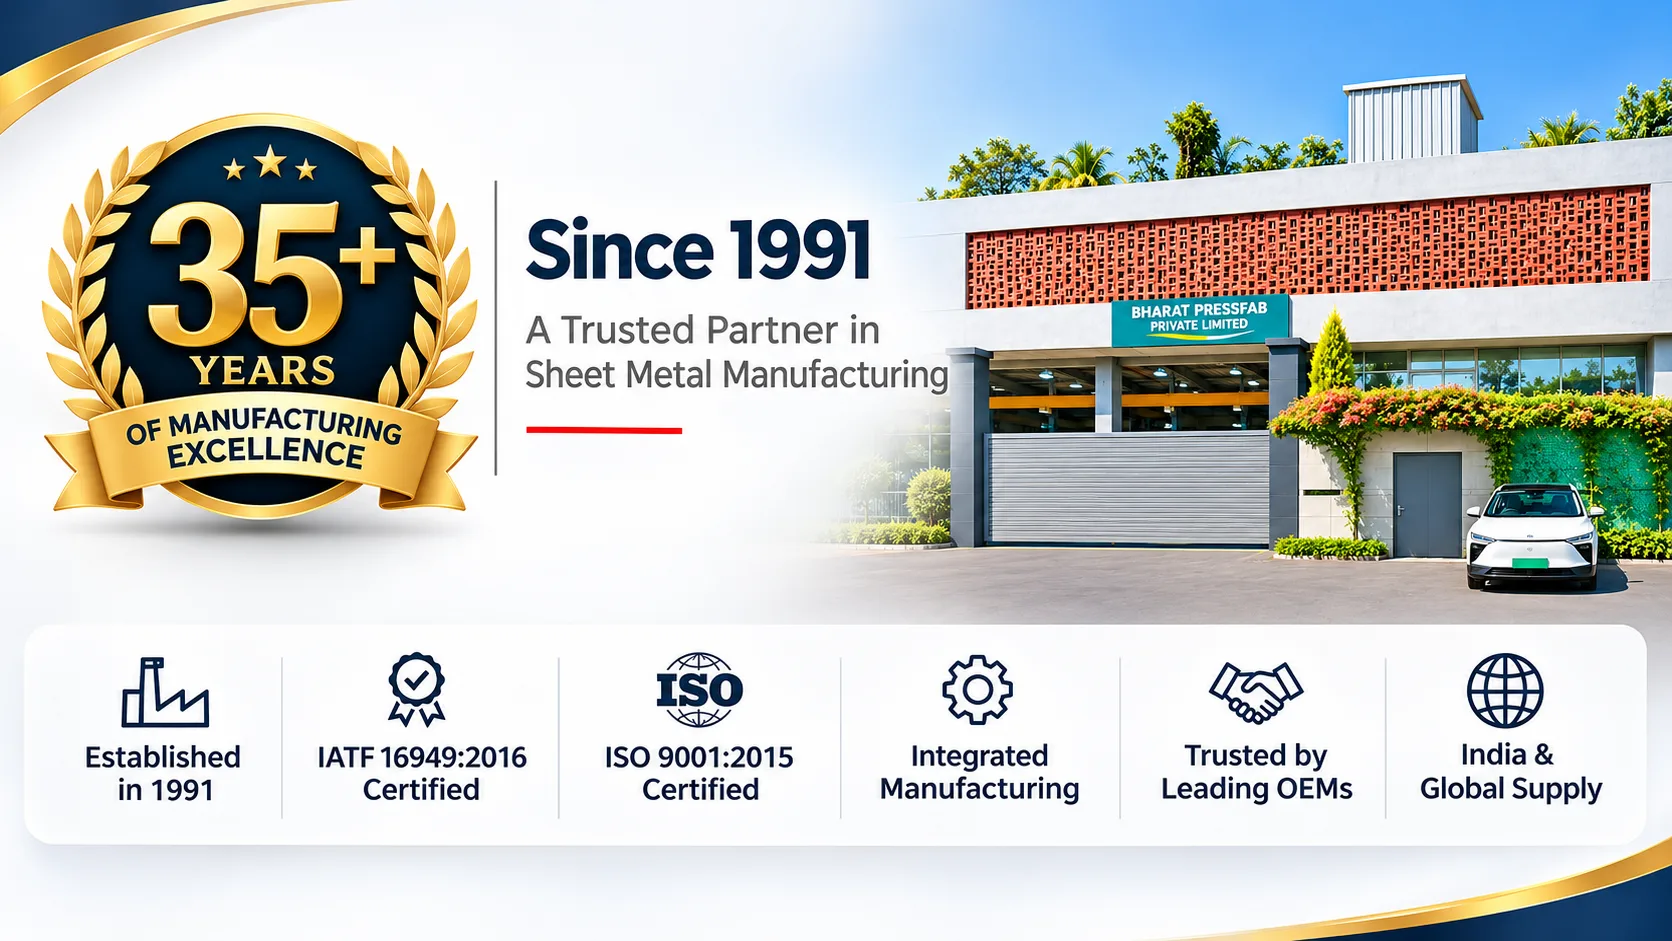 35+
YEARS
OF MANUFACTURING
EXCELLENCE
Since 1991
A Trusted Partner in
Sheet Metal Manufacturing
BHARAT PRESSFAB
PRIVATE LIMITED
Established
in 1991
IATF 16949:2016
Certified
ISO
ISO 9001:2015
Certified
Integrated
Manufacturing
Trusted by
Leading OEMs
India &
Global Supply